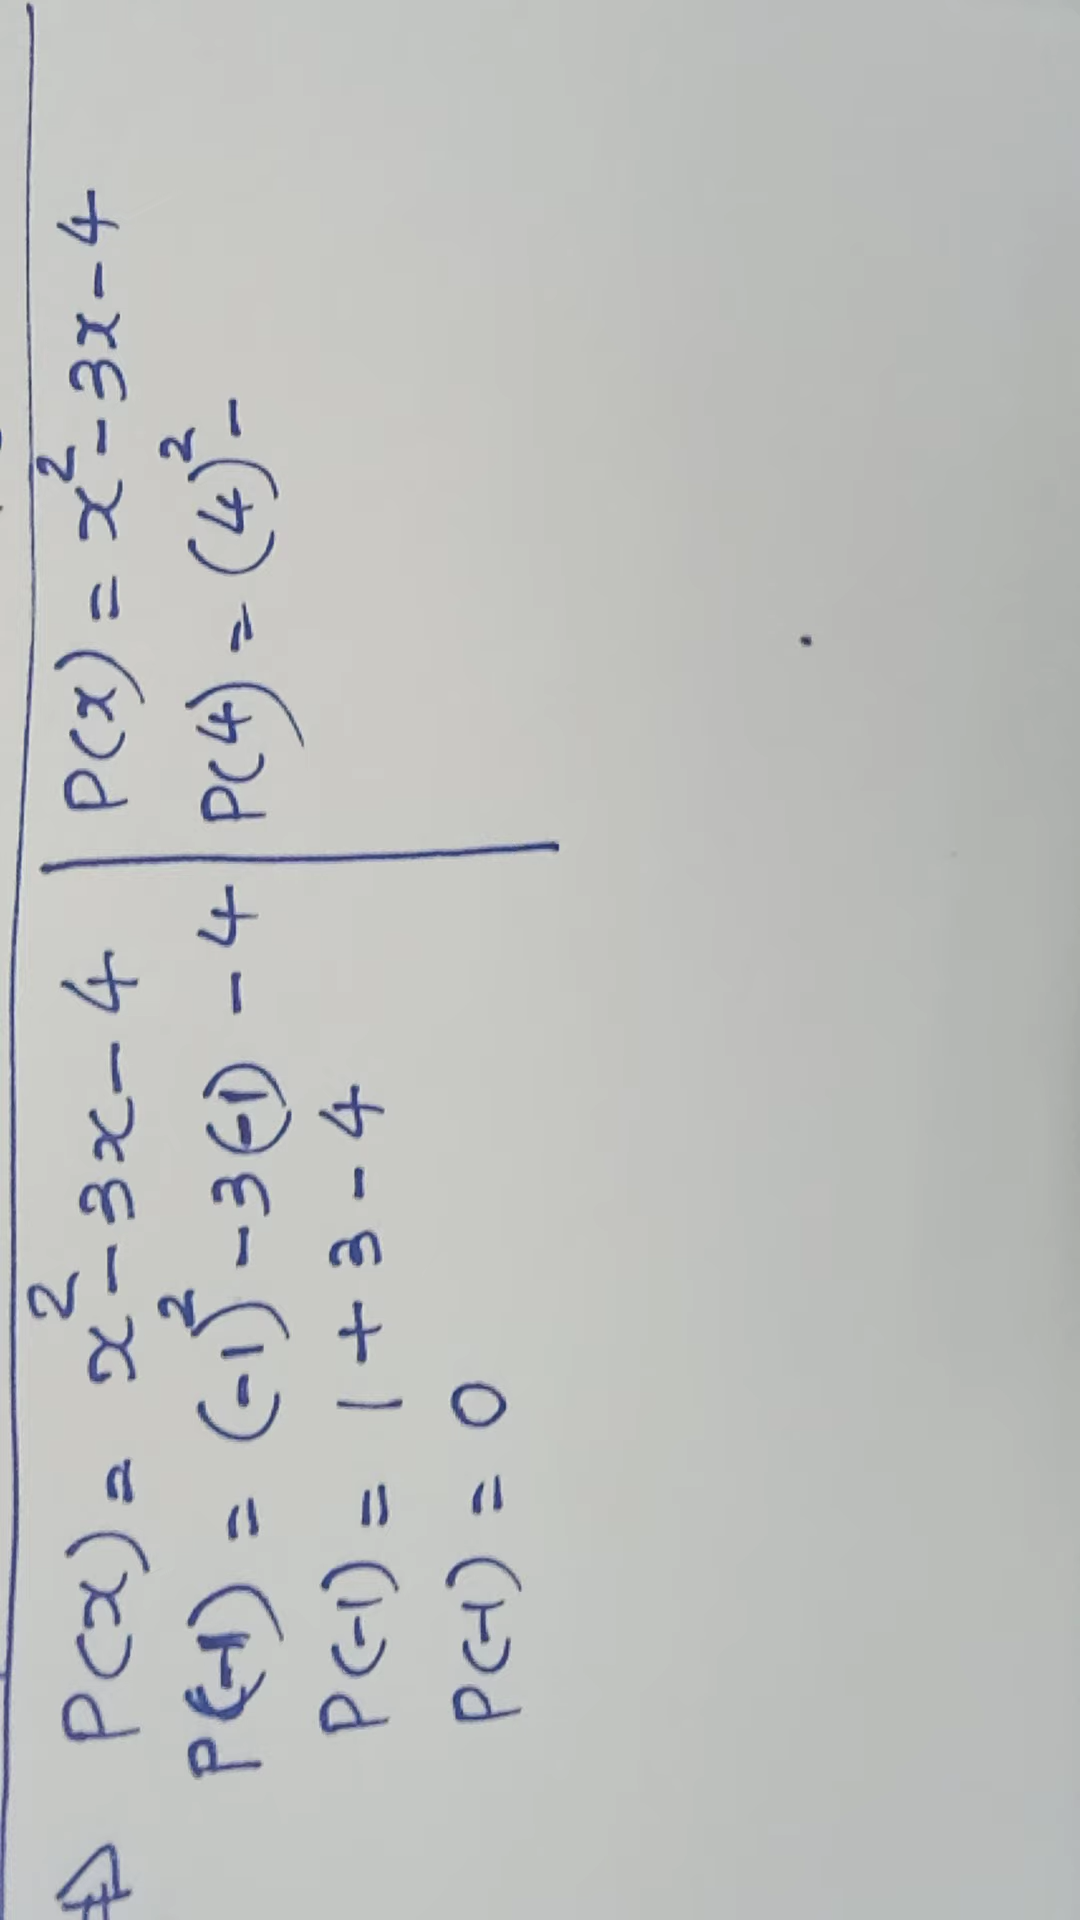 ⇒ P(x) = x² - 3x - 4
P(-1) = (-1)² - 3(-1) - 4
P(-1) = 1 + 3 - 4
P(-1) = 0
P(x) = x² - 3x - 4
P(4) = (4)² -